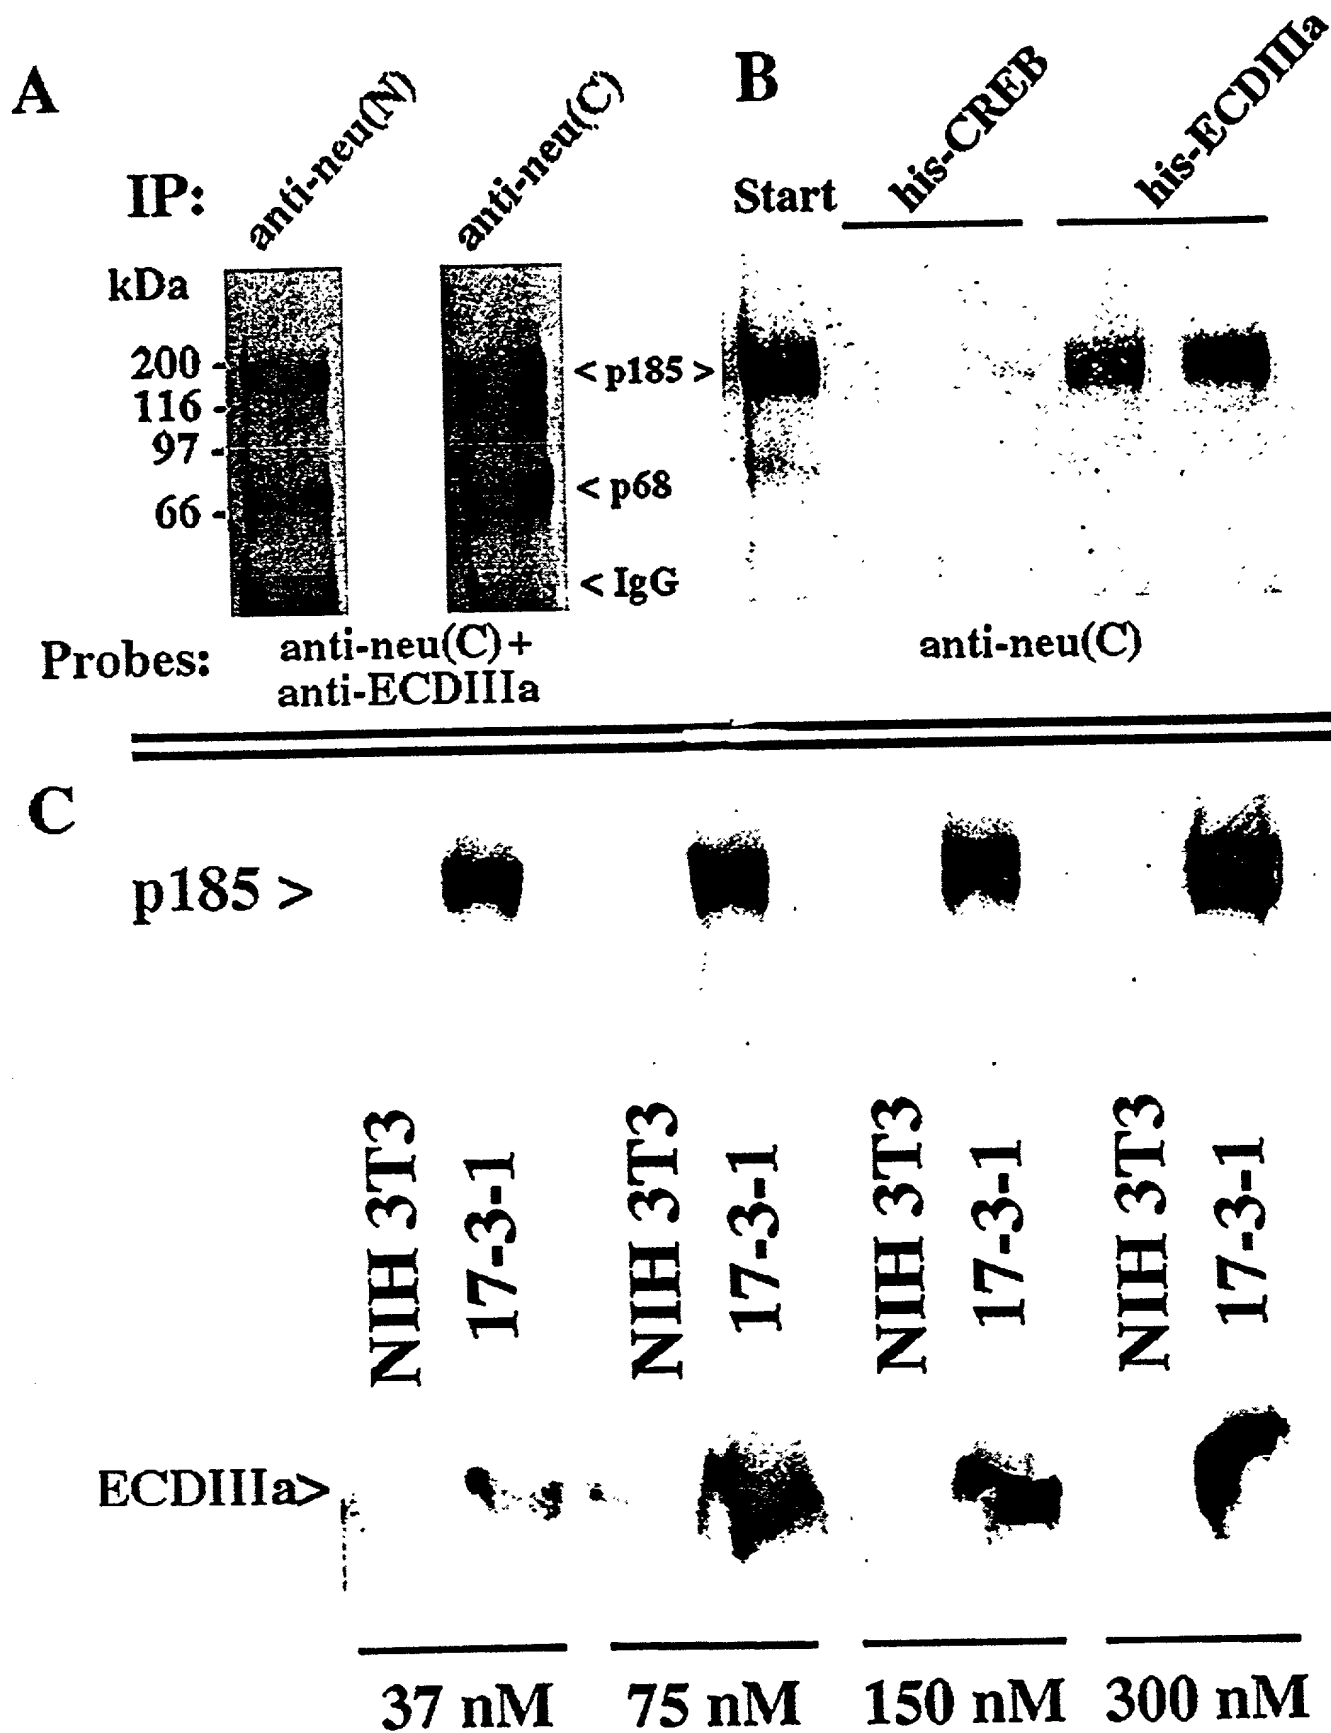 A
IP:
anti-neu(N)
anti-neu(C)
kDa
200 -
116 -
97 -
66 -
< p185 >
< p68
< IgG
Probes:
anti-neu(C) +
anti-ECDIIIa
B
Start
his-CREB
his-ECDIIIa
anti-neu(C)
C
p185 >
NIH 3T3
17-3-1
NIH 3T3
17-3-1
NIH 3T3
17-3-1
NIH 3T3
17-3-1
ECDIIIa>
37 nM
75 nM
150 nM
300 nM